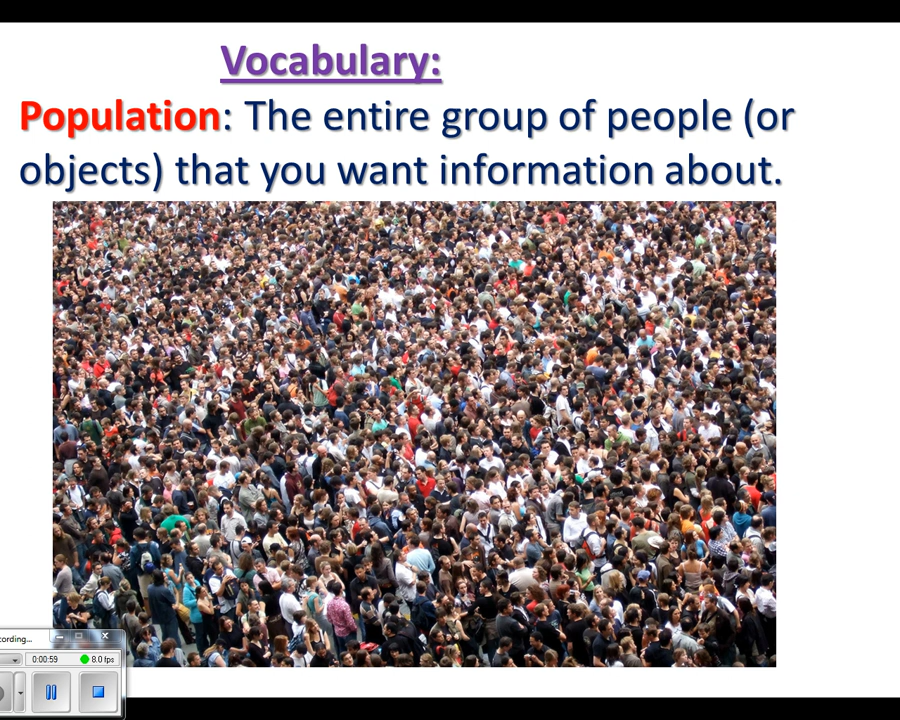 Vocabulary:
Population: The entire group of people (or
objects) that you want information about.
cording...
0:00:59 8.0 fps